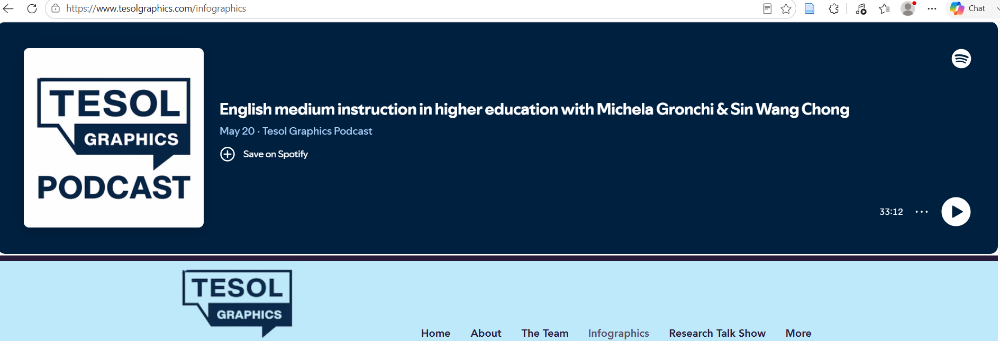 https://www.tesolgraphics.com/infographics
Chat
TESOL
GRAPHICS
PODCAST
English medium instruction in higher education with Michela Gronchi & Sin Wang Chong
May 20 · Tesol Graphics Podcast
Save on Spotify
33:12
TESOL
GRAPHICS
Home About The Team Infographics Research Talk Show More